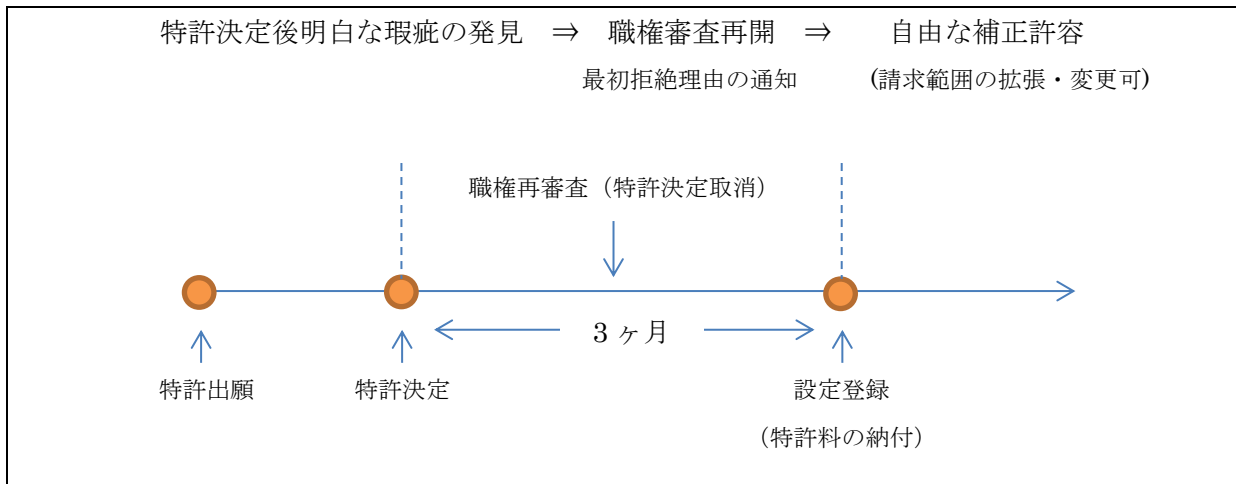 特許決定後明白な瑕疵の発見 ⇒ 職権審査再開 ⇒ 自由な補正許容
最初拒絶理由の通知 (請求範囲の拡張・変更可)
職権再審査（特許決定取消）
3 ヶ月
特許出願 特許決定 設定登録
（特許料の納付）